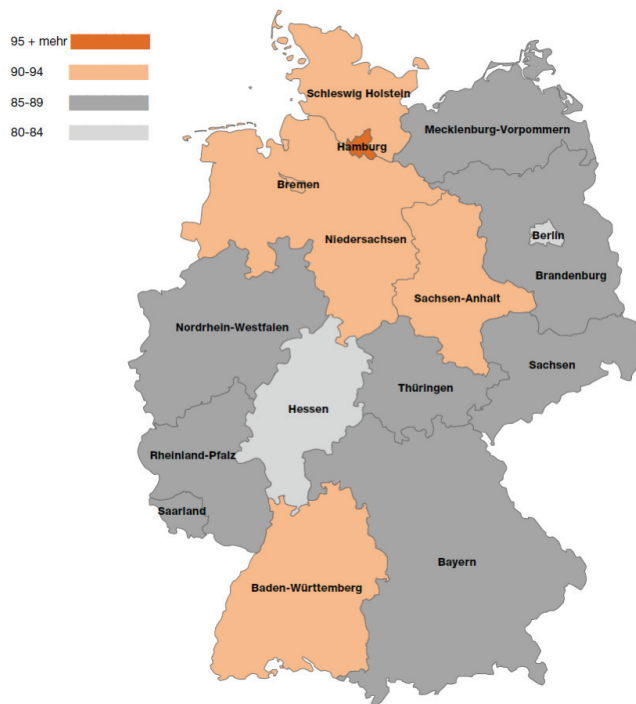 95 + mehr
90-94
85-89
80-84
Schleswig Holstein
Mecklenburg-Vorpommern
Hamburg
Bremen
Niedersachsen
Berlin
Brandenburg
Sachsen-Anhalt
Nordrhein-Westfalen
Sachsen
Thüringen
Hessen
Rheinland-Pfalz
Saarland
Bayern
Baden-Württemberg